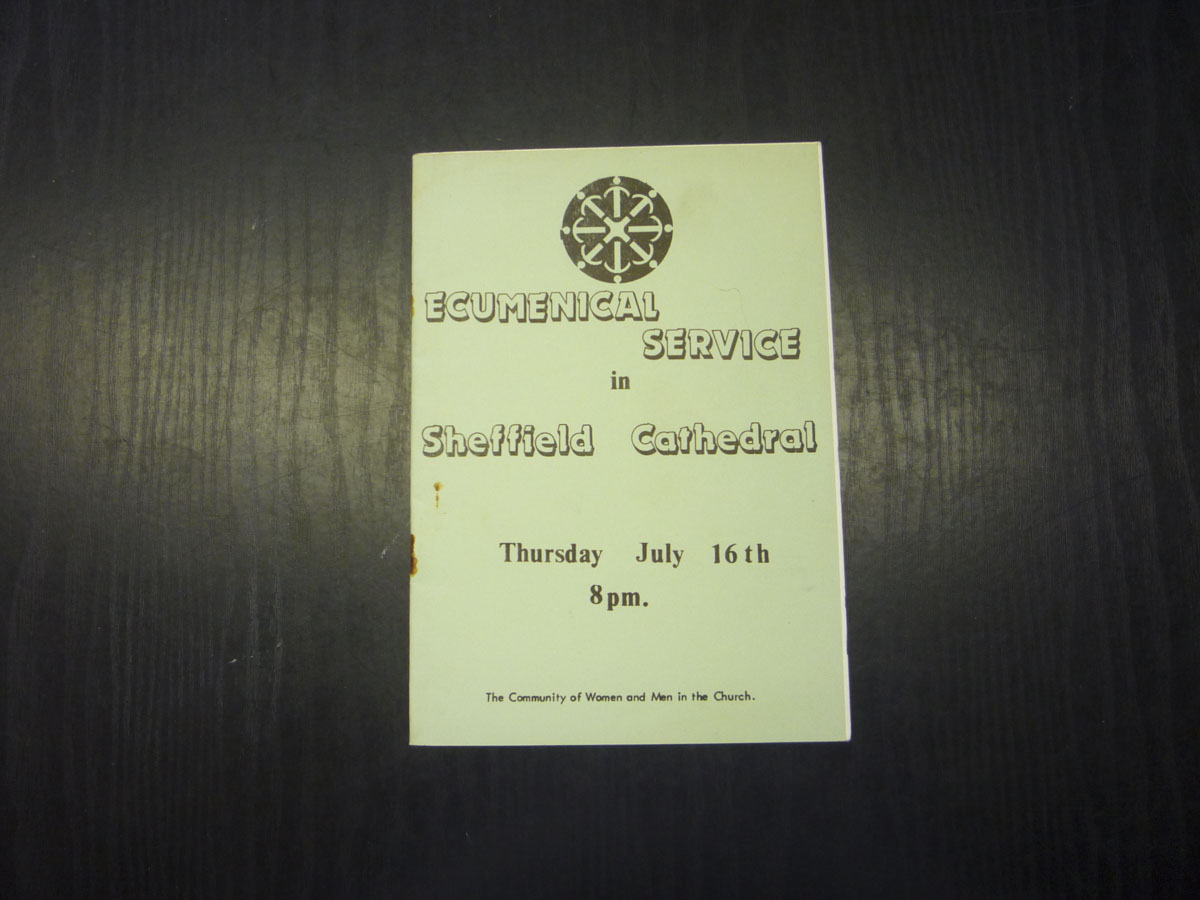 ECUMENICAL
SERVICE
in
Sheffield Cathedral
Thursday July 16th
8pm.
The Community of Women and Men in the Church.